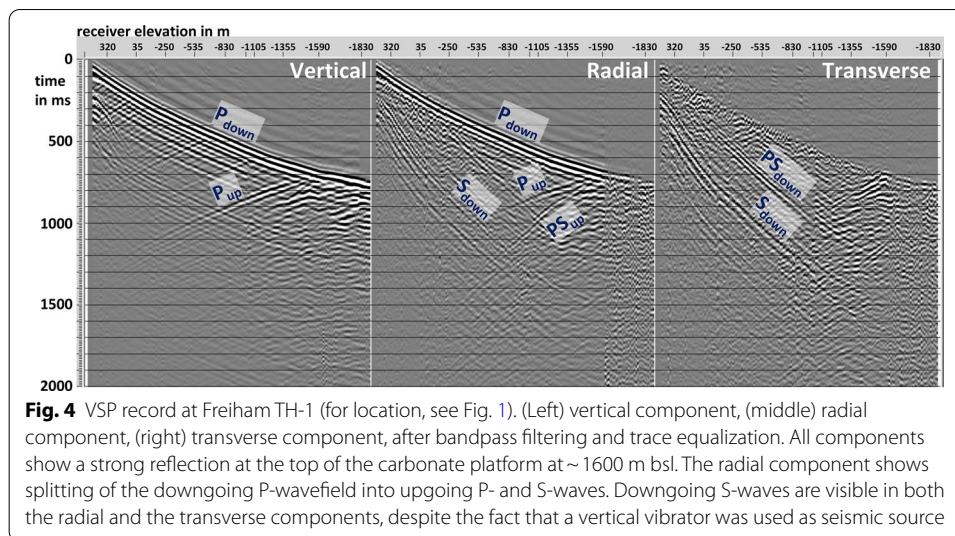 receiver elevation in m
320 35 -250 -535 -830 -1105 -1355 -1590 -1830 320 35 -250 -535 -830 -1105 -1355 -1590 -1830 320 35 -250 -535 -830 -1105 -1355 -1590 -1830
0
time
in ms
500
1000
1500
2000
Vertical
P down
P up
Radial
P down
P up
S down
PS up
Transverse
PS down
S down
Fig. 4 VSP record at Freiham TH-1 (for location, see Fig. 1). (Left) vertical component, (middle) radial
component, (right) transverse component, after bandpass filtering and trace equalization. All components
show a strong reflection at the top of the carbonate platform at ~ 1600 m bsl. The radial component shows
splitting of the downgoing P-wavefield into upgoing P- and S-waves. Downgoing S-waves are visible in both
the radial and the transverse components, despite the fact that a vertical vibrator was used as seismic source